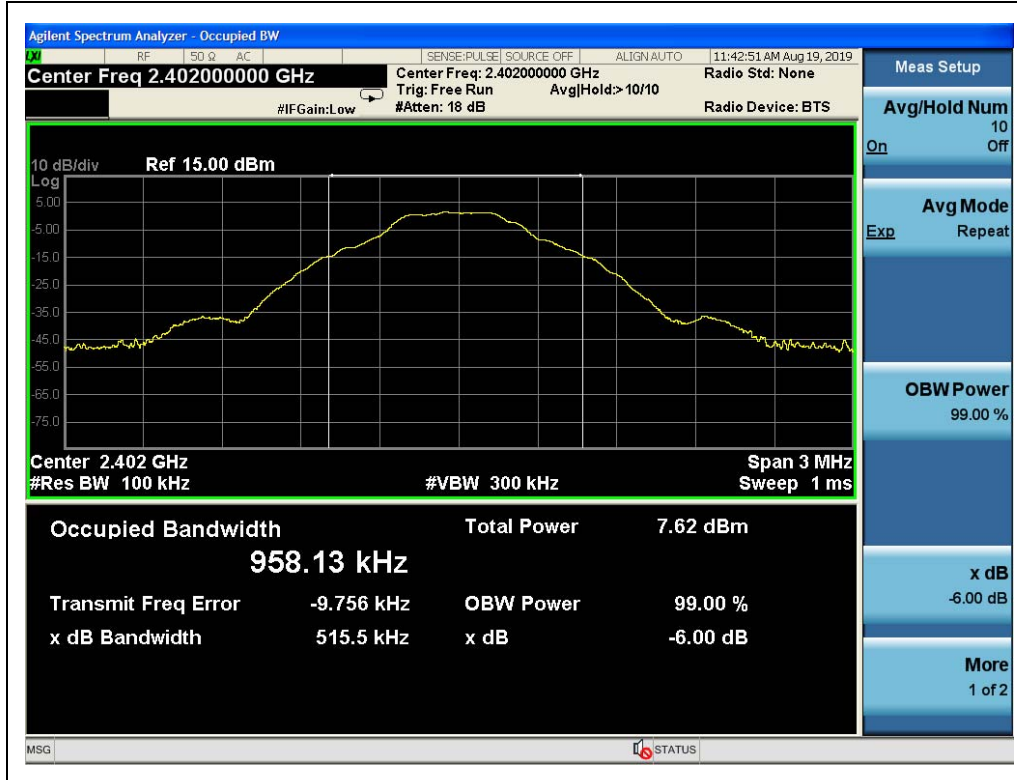 Agilent Spectrum Analyzer - Occupied BW
LXI RF 50 Ω AC SENSE:PULSE SOURCE OFF ALIGN AUTO 11:42:51 AM Aug 19, 2019
Center Freq 2.402000000 GHz
Center Freq: 2.402000000 GHz
Radio Std: None
Trig: Free Run Avg|Hold:> 10/10
#IFGain:Low
#Atten: 18 dB
Radio Device: BTS
10 dB/div Ref 15.00 dBm
Log
5.00
-5.00
-15.0
-25.0
-35.0
-45.0
-55.0
-65.0
-75.0
Center 2.402 GHz
Span 3 MHz
#Res BW 100 kHz
#VBW 300 kHz
Sweep 1 ms
Occupied Bandwidth
Total Power 7.62 dBm
958.13 kHz
Transmit Freq Error -9.756 kHz
OBW Power 99.00 %
x dB Bandwidth 515.5 kHz
x dB -6.00 dB
Meas Setup
Avg/Hold Num
10
On Off
Avg Mode
Exp Repeat
OBW Power
99.00 %
x dB
-6.00 dB
More
1 of 2
MSG
STATUS